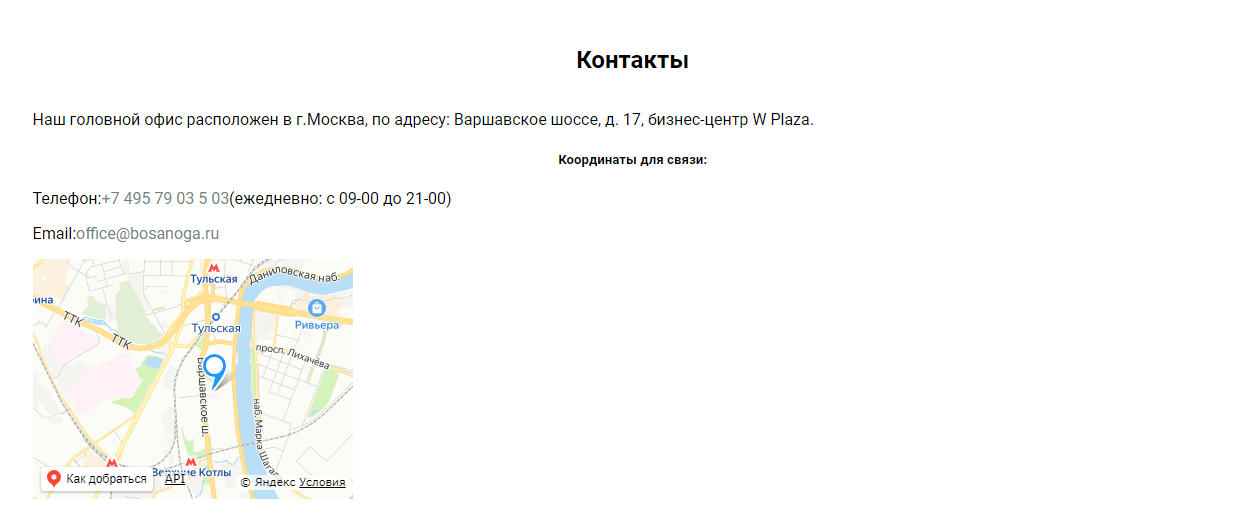 Контакты
Наш головной офис расположен в г.Москва, по адресу: Варшавское шоссе, д. 17, бизнес-центр W Plaza.
Координаты для связи:
Телефон:+7 495 79 03 5 03(ежедневно: с 09-00 до 21-00)
Email:office@bosanoga.ru
Тульская
Даниловская наб.
ТТК
ТТК
Ривьера
Тульская
просп. Лихачёва
Варшавское ш.
наб. Марка
Верхние Котлы
Как добраться
API
© Яндекс Условия